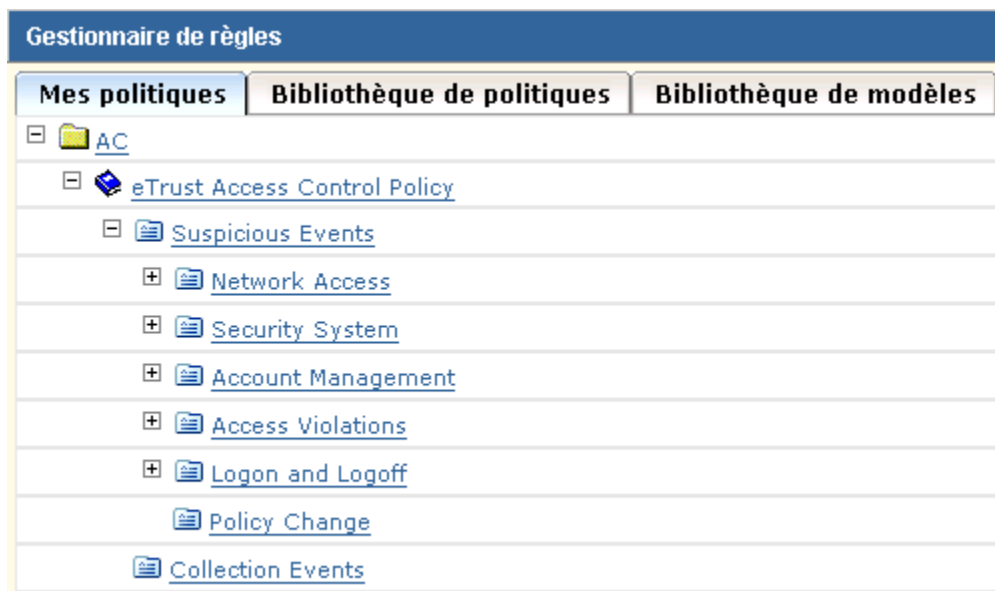 Gestionnaire de règles
Mes politiques Bibliothèque de politiques Bibliothèque de modèles
AC
eTrust Access Control Policy
Suspicious Events
Network Access
Security System
Account Management
Access Violations
Logon and Logoff
Policy Change
Collection Events